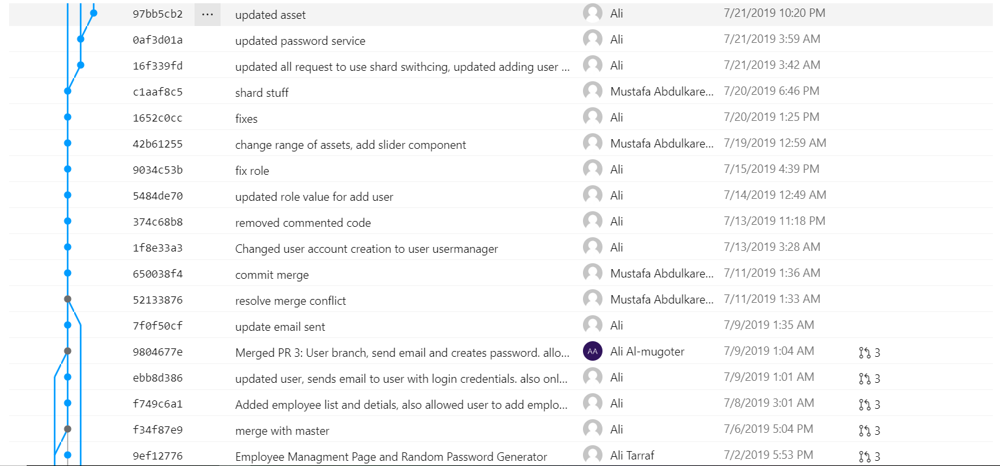 97bb5cb2 ... updated asset Ali 7/21/2019 10:20 PM
0af3d01a updated password service Ali 7/21/2019 3:59 AM
16f339fd updated all request to use shard swithcing, updated adding user ... Ali 7/21/2019 3:42 AM
c1aaf8c5 shard stuff Mustafa Abdulkare... 7/20/2019 6:46 PM
1652c0cc fixes Ali 7/20/2019 1:25 PM
42b61255 change range of assets, add slider component Mustafa Abdulkare... 7/19/2019 12:59 AM
9034c53b fix role Ali 7/15/2019 4:39 PM
5484de70 updated role value for add user Ali 7/14/2019 12:49 AM
374c68b8 removed commented code Ali 7/13/2019 11:18 PM
1f8e33a3 Changed user account creation to user usermanager Ali 7/13/2019 3:28 AM
650038f4 commit merge Mustafa Abdulkare... 7/11/2019 1:36 AM
52133876 resolve merge conflict Mustafa Abdulkare... 7/11/2019 1:33 AM
7f0f50cf update email sent Ali 7/9/2019 1:35 AM
9804677e Merged PR 3: User branch, send email and creates password. allo... AA Ali Al-mugoter 7/9/2019 1:04 AM 3
ebb8d386 updated user, sends email to user with login credentials. also onl... Ali 7/9/2019 1:01 AM 3
f749c6a1 Added employee list and detials, also allowed user to add emplo... Ali 7/8/2019 3:01 AM 3
f34f87e9 merge with master Ali 7/6/2019 5:04 PM 3
9ef12776 Employee Managment Page and Random Password Generator Ali Tarraf 7/2/2019 5:53 PM 3